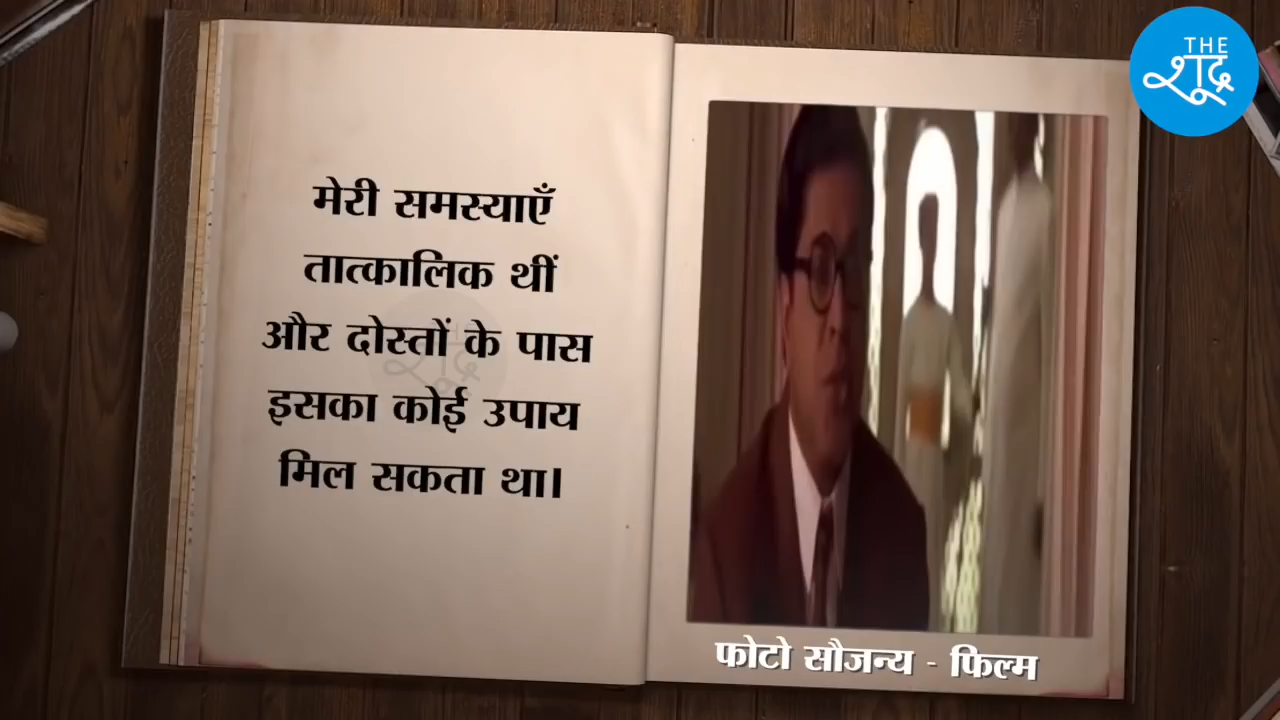 THE
शूद्र
मेरी समस्याएँ
तात्कालिक थीं
और दोस्तों के पास
इसका कोई उपाय
मिल सकता था।
फोटो सौजन्य - फिल्म